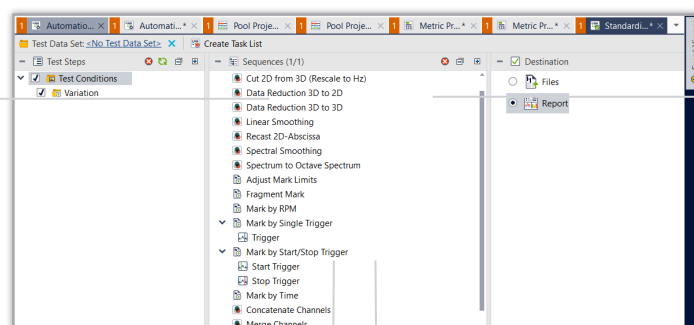 1 Automatio... × 1 Automati...* × 1 Pool Proje... × 1 Pool Proje... × 1 Metric Pr...* × 1 Metric Pr...* × 1 Standardi...* ×
Test Data Set: <No Test Data Set> Create Task List
Test Steps
Test Conditions
Variation
Sequences (1/1)
Cut 2D from 3D (Rescale to Hz)
Data Reduction 3D to 2D
Data Reduction 3D to 3D
Linear Smoothing
Recast 2D-Abscissa
Spectral Smoothing
Spectrum to Octave Spectrum
Adjust Mark Limits
Fragment Mark
Mark by RPM
Mark by Single Trigger
Trigger
Mark by Start/Stop Trigger
Start Trigger
Stop Trigger
Mark by Time
Concatenate Channels
Merge Channels
Destination
Files
Report